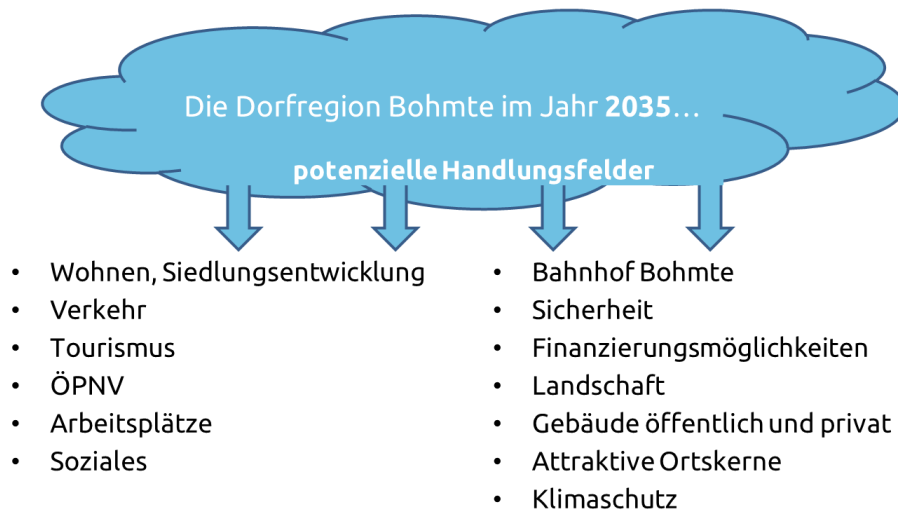 Die Dorfregion Bohmte im Jahr 2035…
potenzielle Handlungsfelder
• Wohnen, Siedlungsentwicklung
• Verkehr
• Tourismus
• ÖPNV
• Arbeitsplätze
• Soziales
• Bahnhof Bohmte
• Sicherheit
• Finanzierungsmöglichkeiten
• Landschaft
• Gebäude öffentlich und privat
• Attraktive Ortskerne
• Klimaschutz